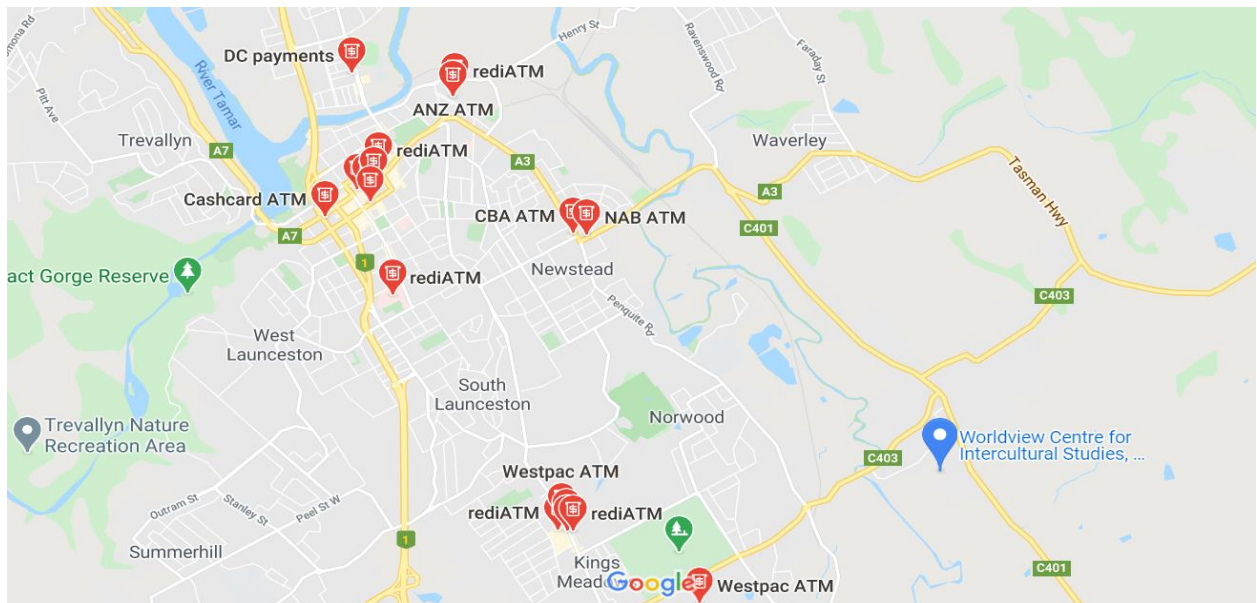 omona Rd
Pitt Ave
River Tamar
DC payments
Henry St
rediATM
ANZ ATM
Ravenswood Rd
Faraday St
Trevallyn
A7
rediATM
A3
Waverley
A3
Tasman Hwy
Cashcard ATM
CBA ATM
NAB ATM
C401
A7
1
Newstead
act Gorge Reserve
rediATM
C403
Penquite Rd
West
Launceston
South
Launceston
Norwood
Trevallyn Nature
Recreation Area
Worldview Centre for
Intercultural Studies, ...
C403
Westpac ATM
Outram St
Stanley St
Peel St W
rediATM
rediATM
1
Summerhill
Kings
Meadow
Google
Westpac ATM
C401